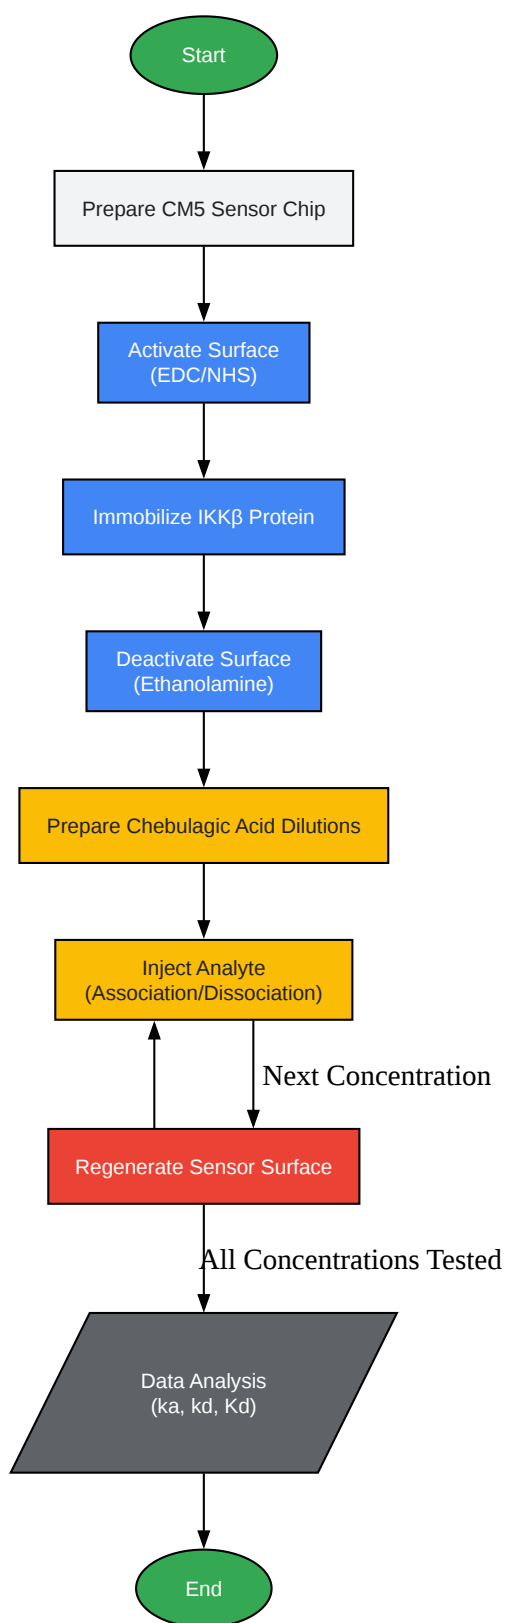 Start
Prepare CM5 Sensor Chip
Activate Surface
(EDC/NHS)
Immobilize IKKβ Protein
Deactivate Surface
(Ethanolamine)
Prepare Chebulagic Acid Dilutions
Inject Analyte
(Association/Dissociation)
Next Concentration
Regenerate Sensor Surface
All Concentrations Tested
Data Analysis
(ka, kd, Kd)
End